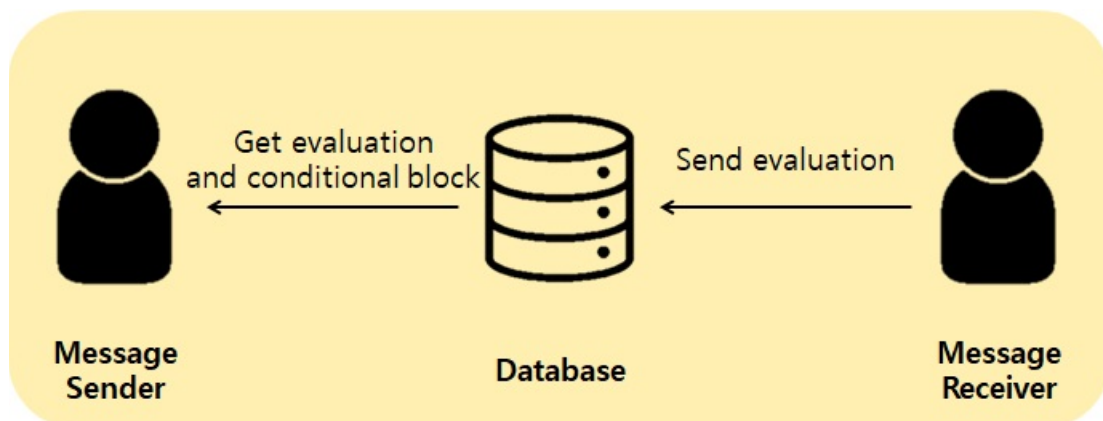 Get evaluation
and conditional block
Send evaluation
Message
Sender
Database
Message
Receiver